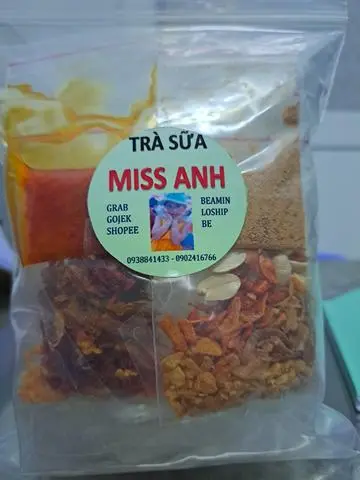 TRÀ SỮA
MISS ANH
GRAB
GOJEK
SHOPEE
BEAMIN
LOSHIP
BE
0938841433 - 0902416766